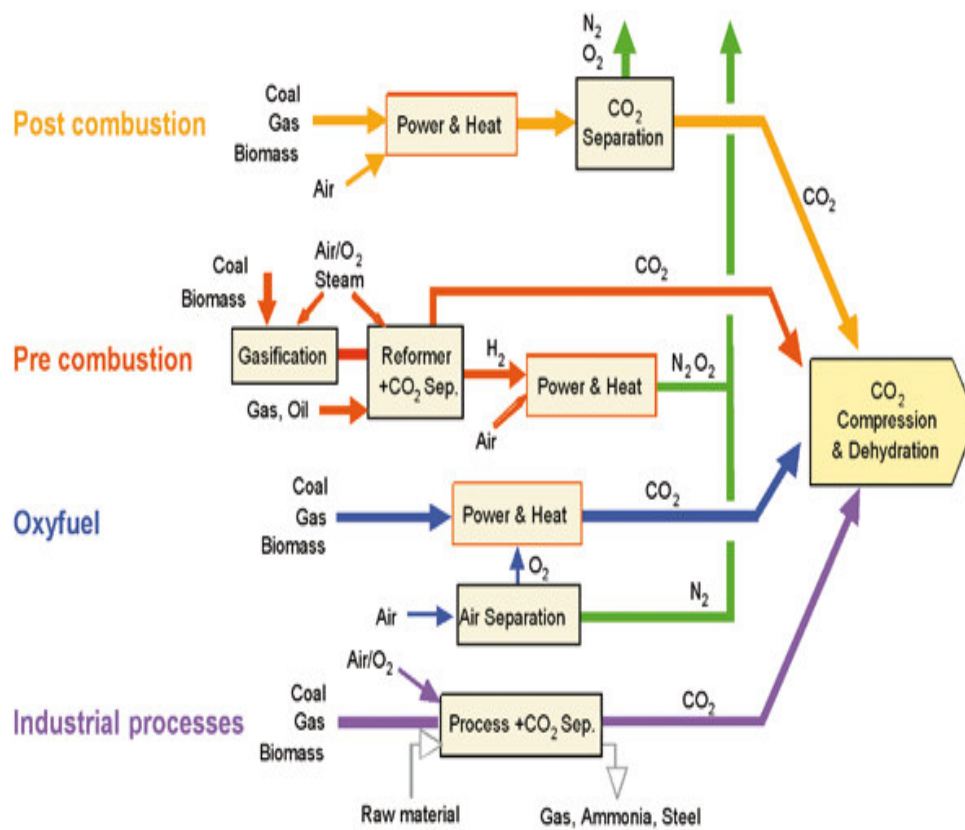 N₂
O₂
Post combustion
Coal
Gas
Biomass
Air
Power & Heat
CO₂
Separation
CO₂
Pre combustion
Coal
Biomass
Air/O₂
Steam
Gasification
Gas, Oil
Reformer
+CO₂ Sep.
CO₂
H₂
Air
Power & Heat
N₂ O₂
CO₂
Compression
& Dehydration
Oxyfuel
Coal
Gas
Biomass
Power & Heat
CO₂
O₂
Air
Air Separation
N₂
Industrial processes
Air/O₂
Coal
Gas
Biomass
Process +CO₂ Sep.
CO₂
Raw material
Gas, Ammonia, Steel